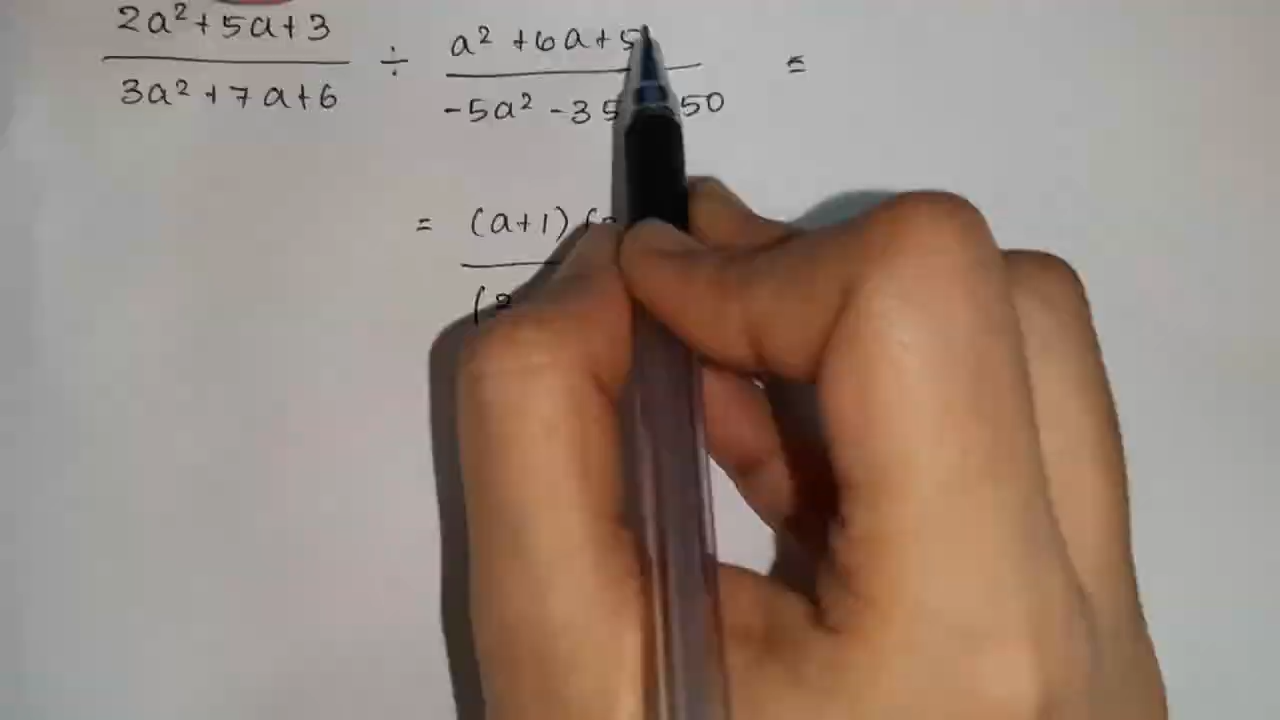 2a²+5a+3 / 3a²+7a+6 ÷ a²+6a+5 / -5a²-35 50 =
= (a+1) (
(